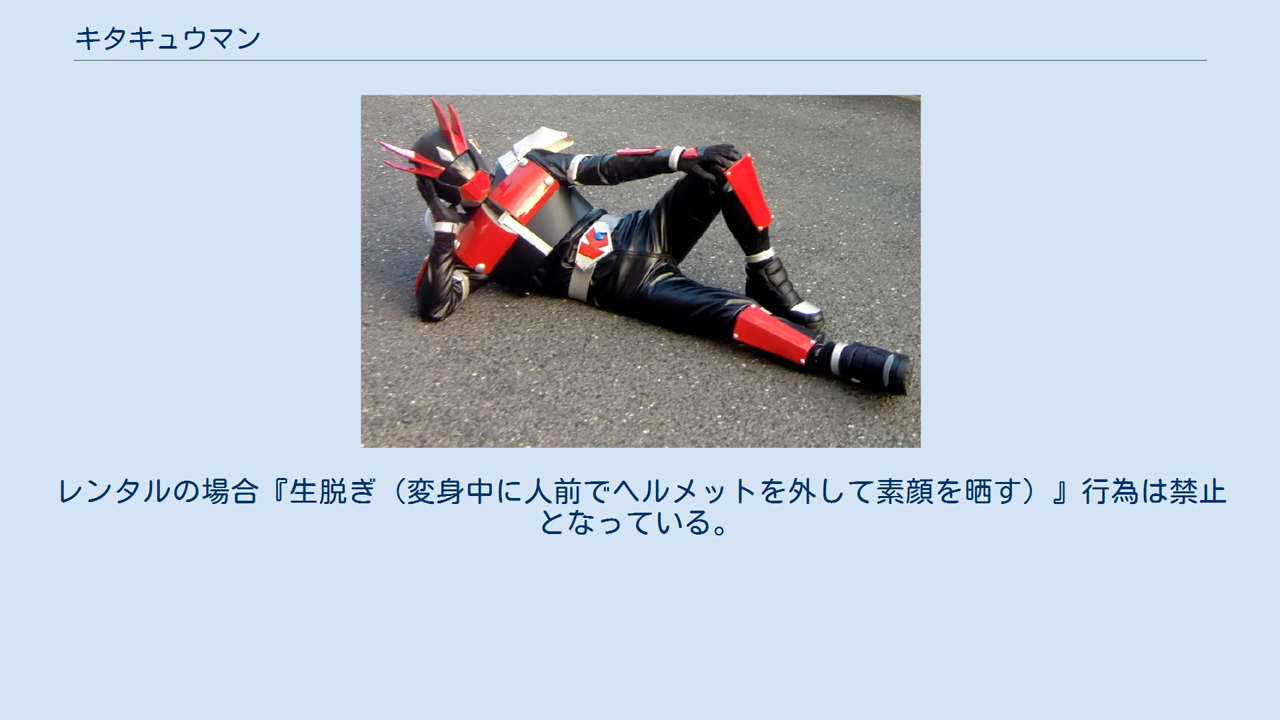 キタキュウマン
レンタルの場合『生脱ぎ（変身中に人前でヘルメットを外して素顔を晒す）』行為は禁止
となっている。